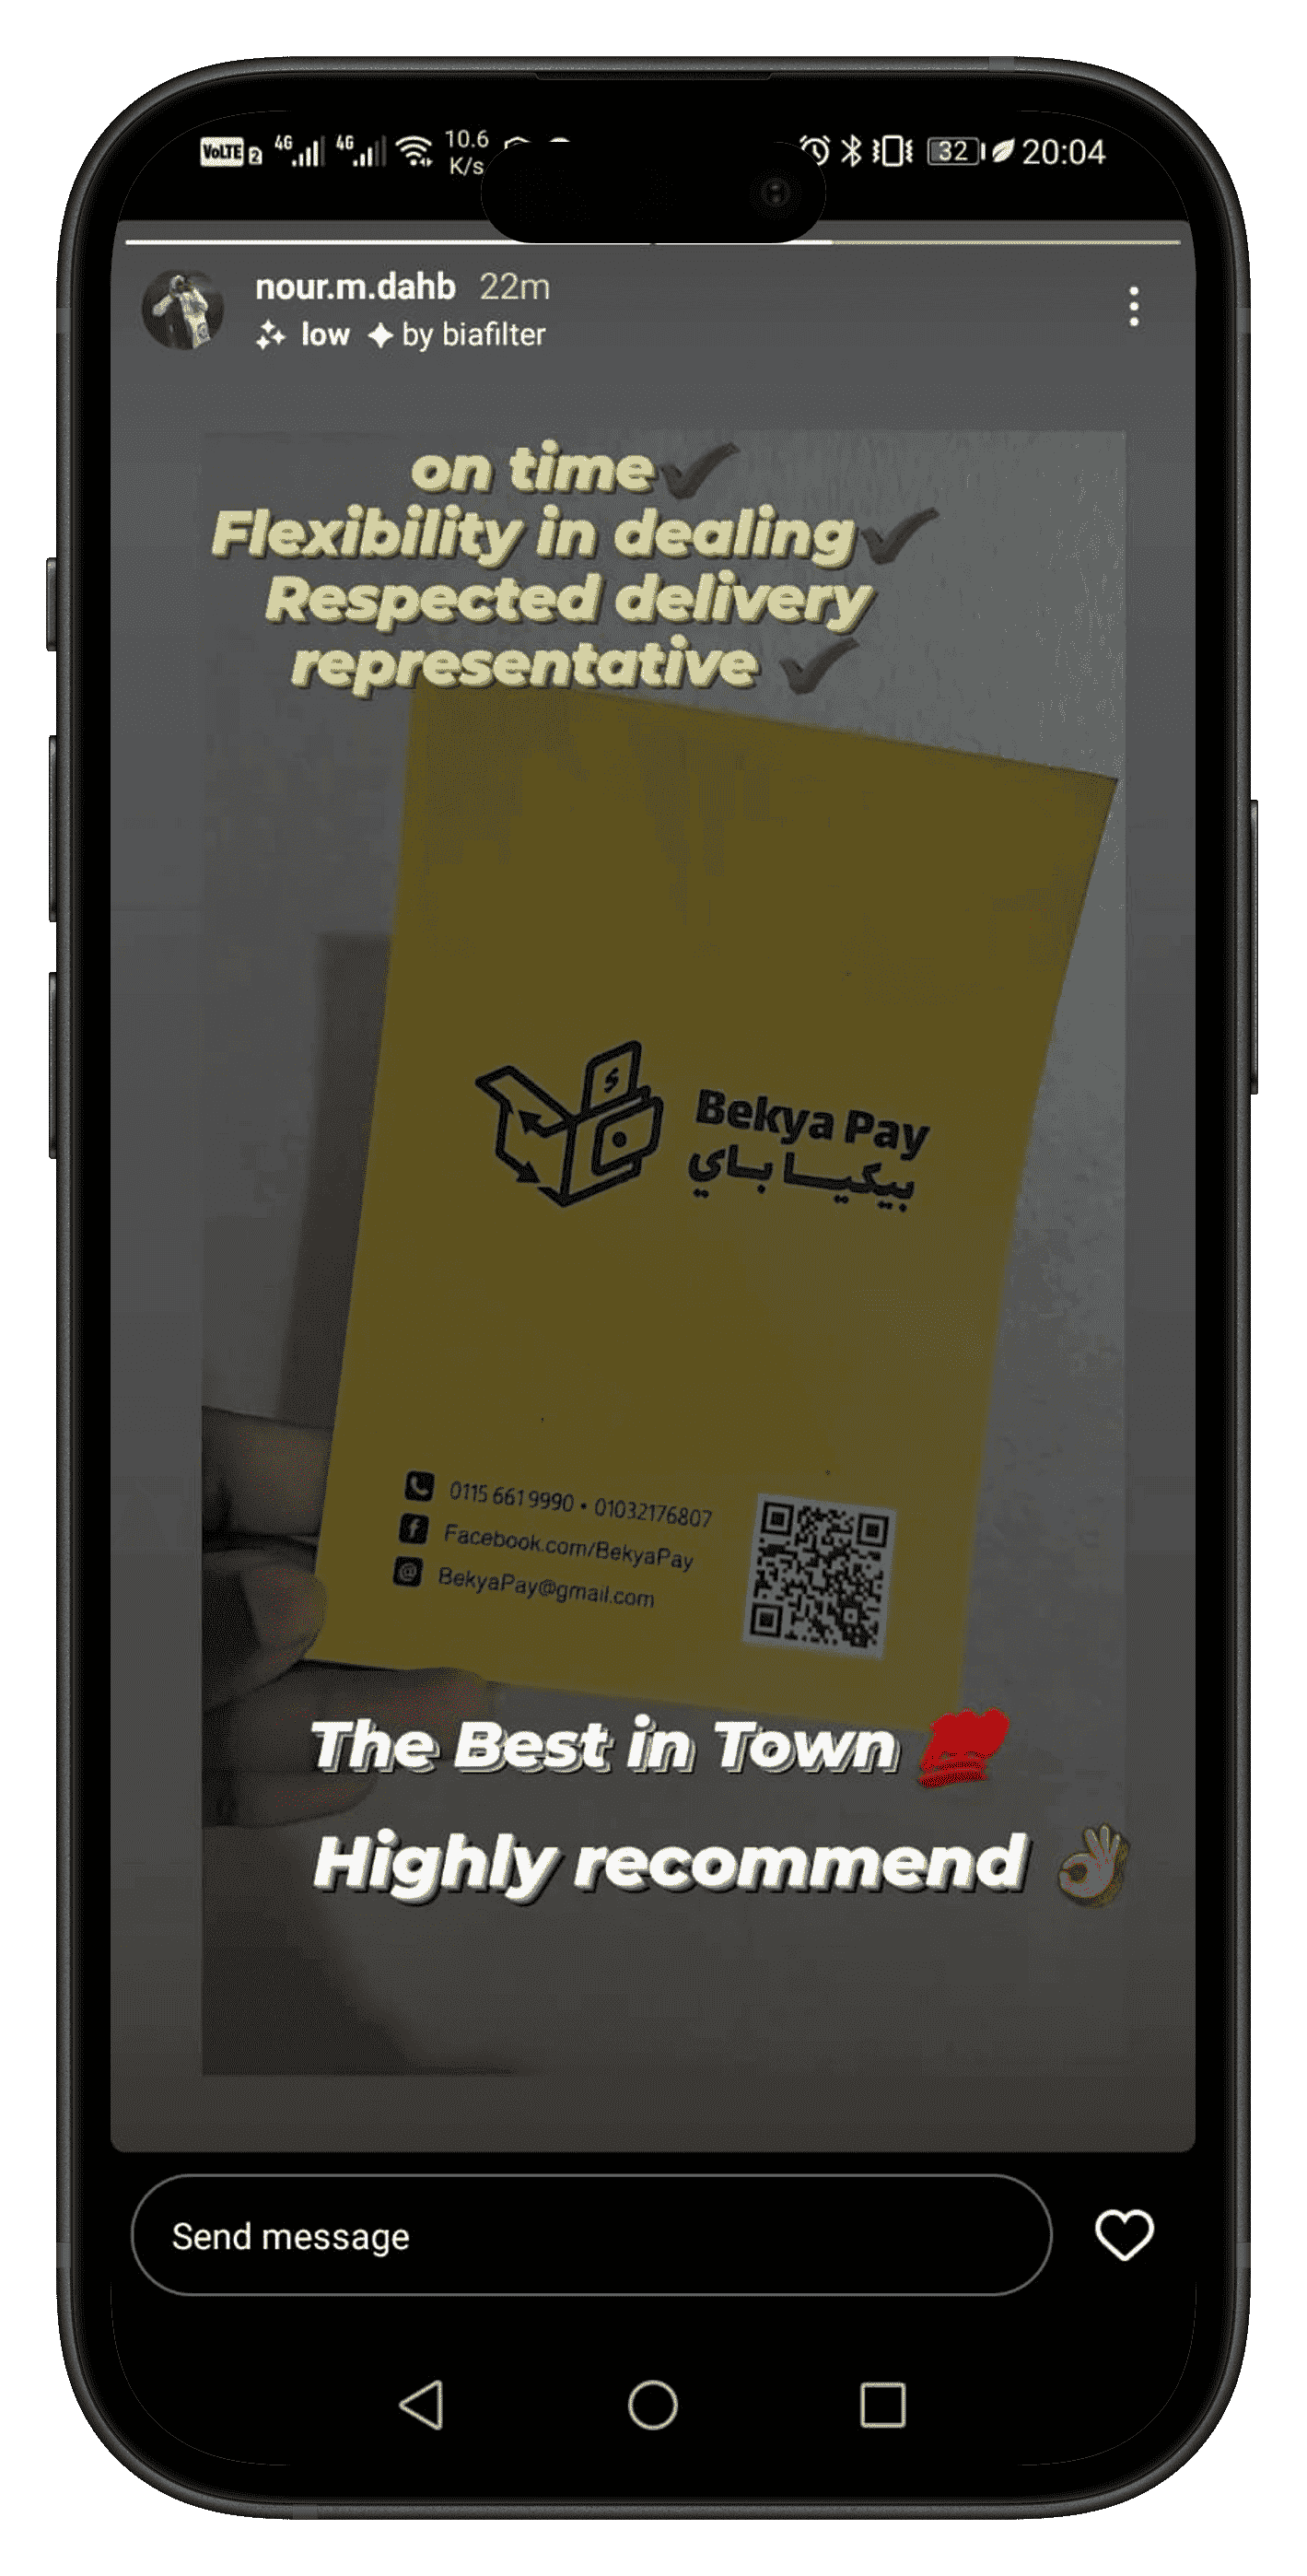 VoLTE 2 4G 4G 10.6 K/s 32 20:04
nour.m.dahb 22m
low by biafilter
on time✔
Flexibility in dealing✔
Respected delivery
representative ✔
Bekya Pay
بيكيا باي
0115 661 9990 • 01032176807
Facebook.com/BekyaPay
BekyaPay@gmail.com
The Best in Town 💯
Highly recommend 👌
Send message